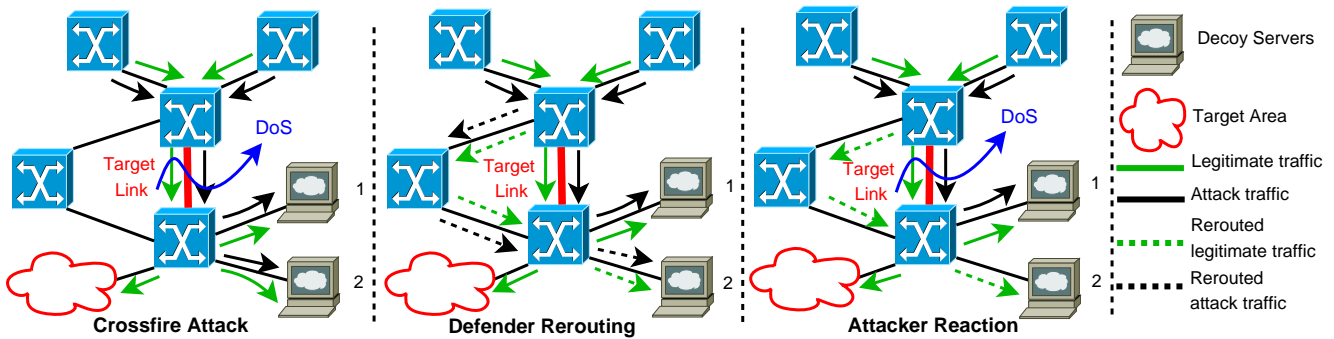 DoS
Target
Link
1
2
Crossfire Attack
Target
Link
1
2
Defender Rerouting
DoS
Target
Link
1
2
Attacker Reaction
Decoy Servers
Target Area
Legitimate traffic
Attack traffic
Rerouted
legitimate traffic
Rerouted
attack traffic